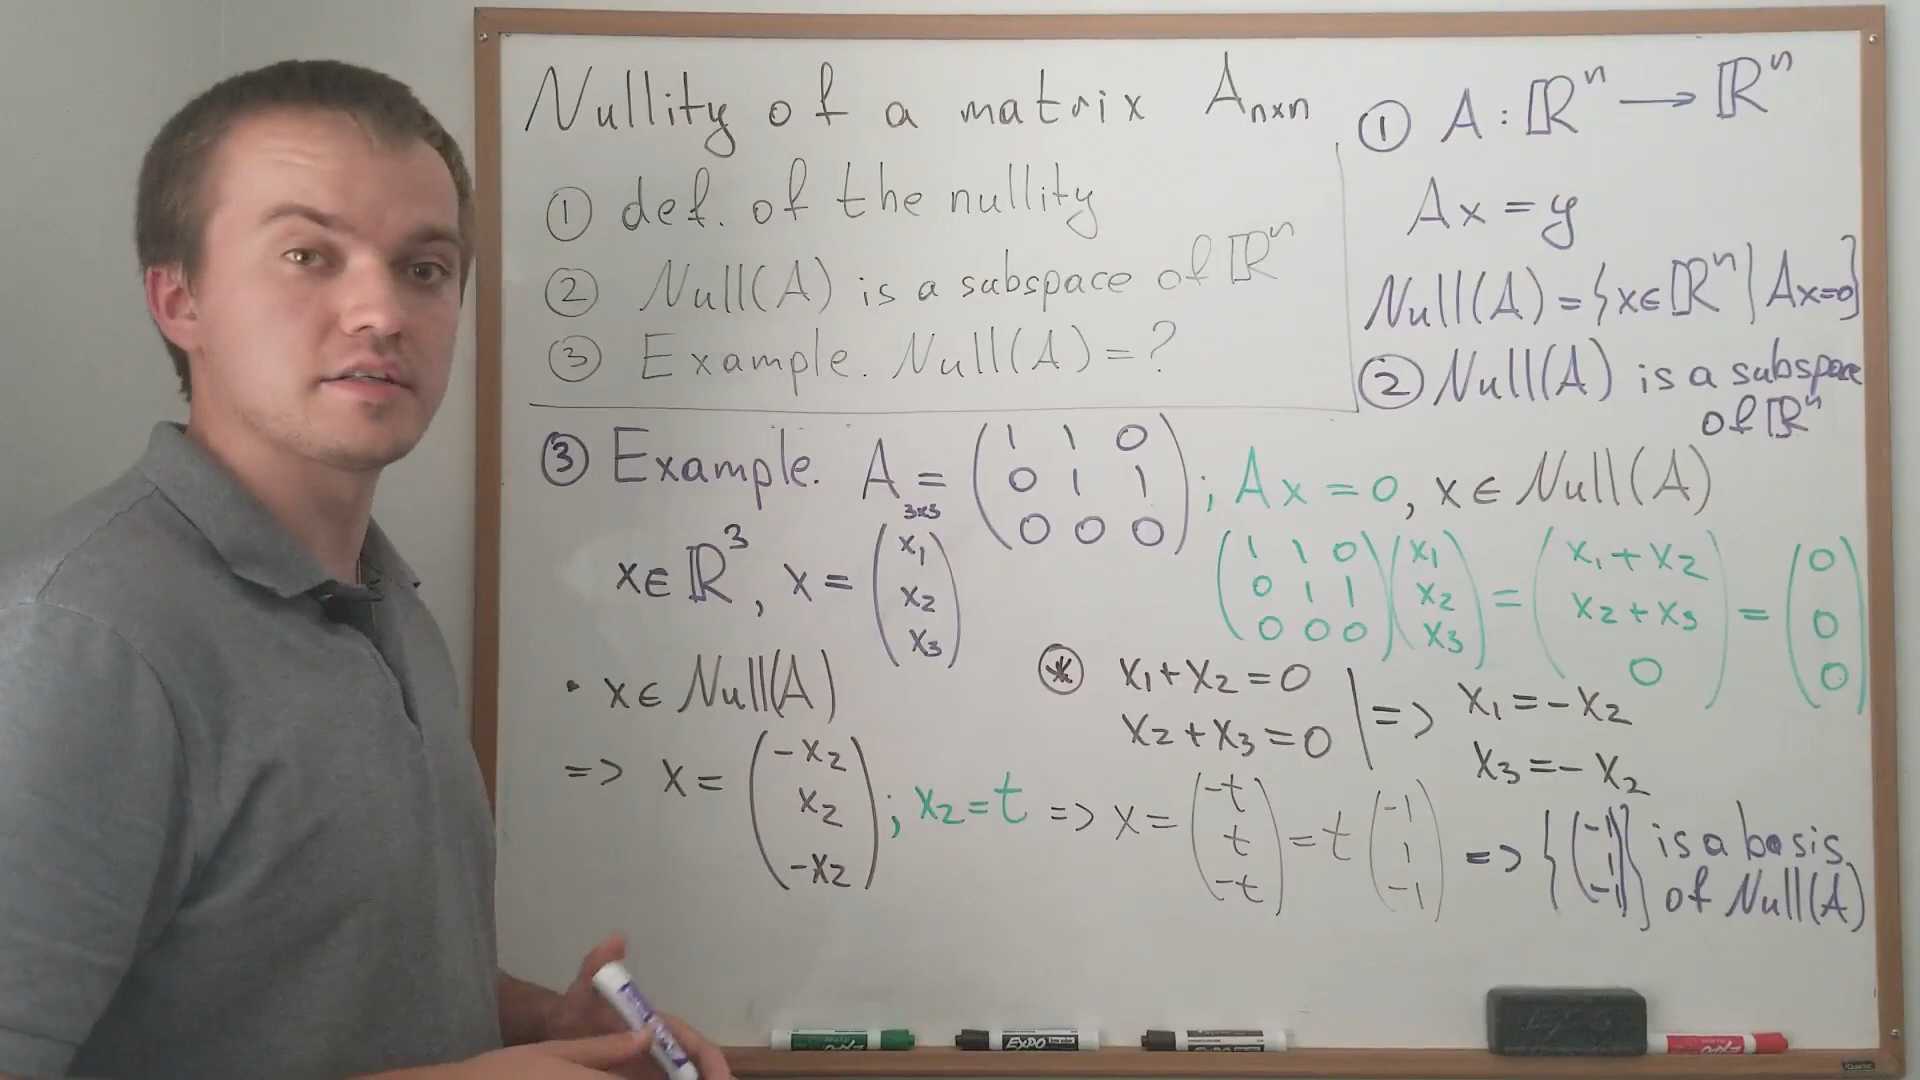 Nullity of a matrix Aₙₓₙ
① def. of the nullity
② Null(A) is a subspace of ℝⁿ
③ Example. Null(A) = ?
① A : ℝⁿ → ℝⁿ
Ax = y
Null(A) = {x ∈ ℝⁿ | Ax=0}
② Null(A) is a subspace
of ℝⁿ
③ Example. A₃ₓ₃ = (1 1 0; 0 1 1; 0 0 0) ; Ax = 0, x ∈ Null(A)
x ∈ ℝ³, x = (x₁; x₂; x₃)
(1 1 0; 0 1 1; 0 0 0)(x₁; x₂; x₃) = (x₁ + x₂; x₂ + x₃; 0) = (0; 0; 0)
• x ∈ Null(A)
=> x = (-x₂; x₂; -x₂) ; x₂ = t
(*) x₁ + x₂ = 0
x₂ + x₃ = 0
=> x₁ = -x₂
x₃ = -x₂
=> x = (-t; t; -t) = t(-1; 1; -1) => {(-1; 1; -1)} is a basis
of Null(A)
EXPO